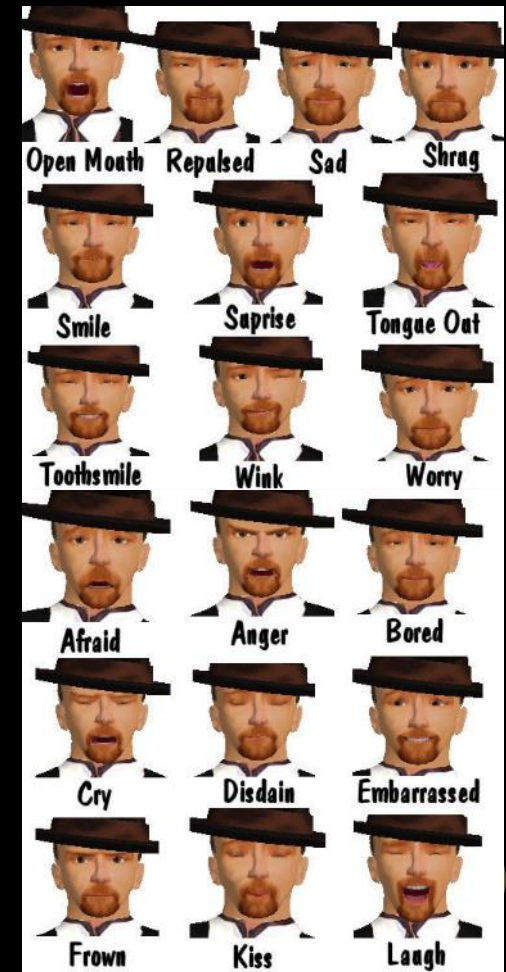 Open Mouth Repulsed Sad Shrug
Smile Suprise Tongue Out
Toothsmile Wink Worry
Afraid Anger Bored
Cry Disdain Embarrassed
Frown Kiss Laugh